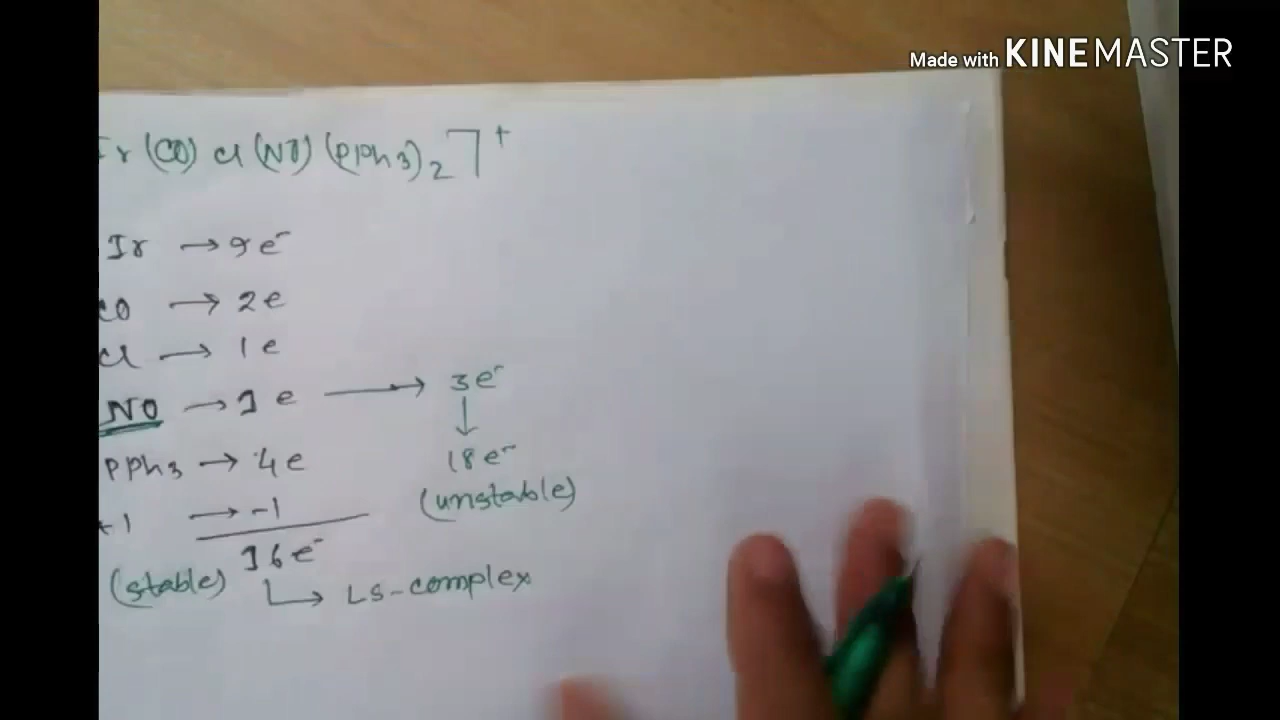 Made with KINEMASTER
Ir (CO) Cl (NO) (PPh3)2]+
Ir → 9e-
CO → 2e
Cl → 1e
NO → 1e → 3e-
↓
PPh3 → 4e 18e-
(unstable)
+1 → -1
16e-
(stable)
↳ LS-complex